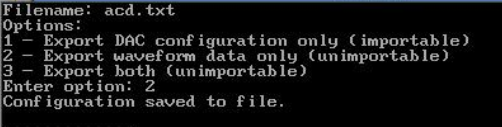 Filename: acd.txt
Options:
1 - Export DAC configuration only (importable)
2 - Export waveform data only (unimportable)
3 - Export both (unimportable)
Enter option: 2
Configuration saved to file.